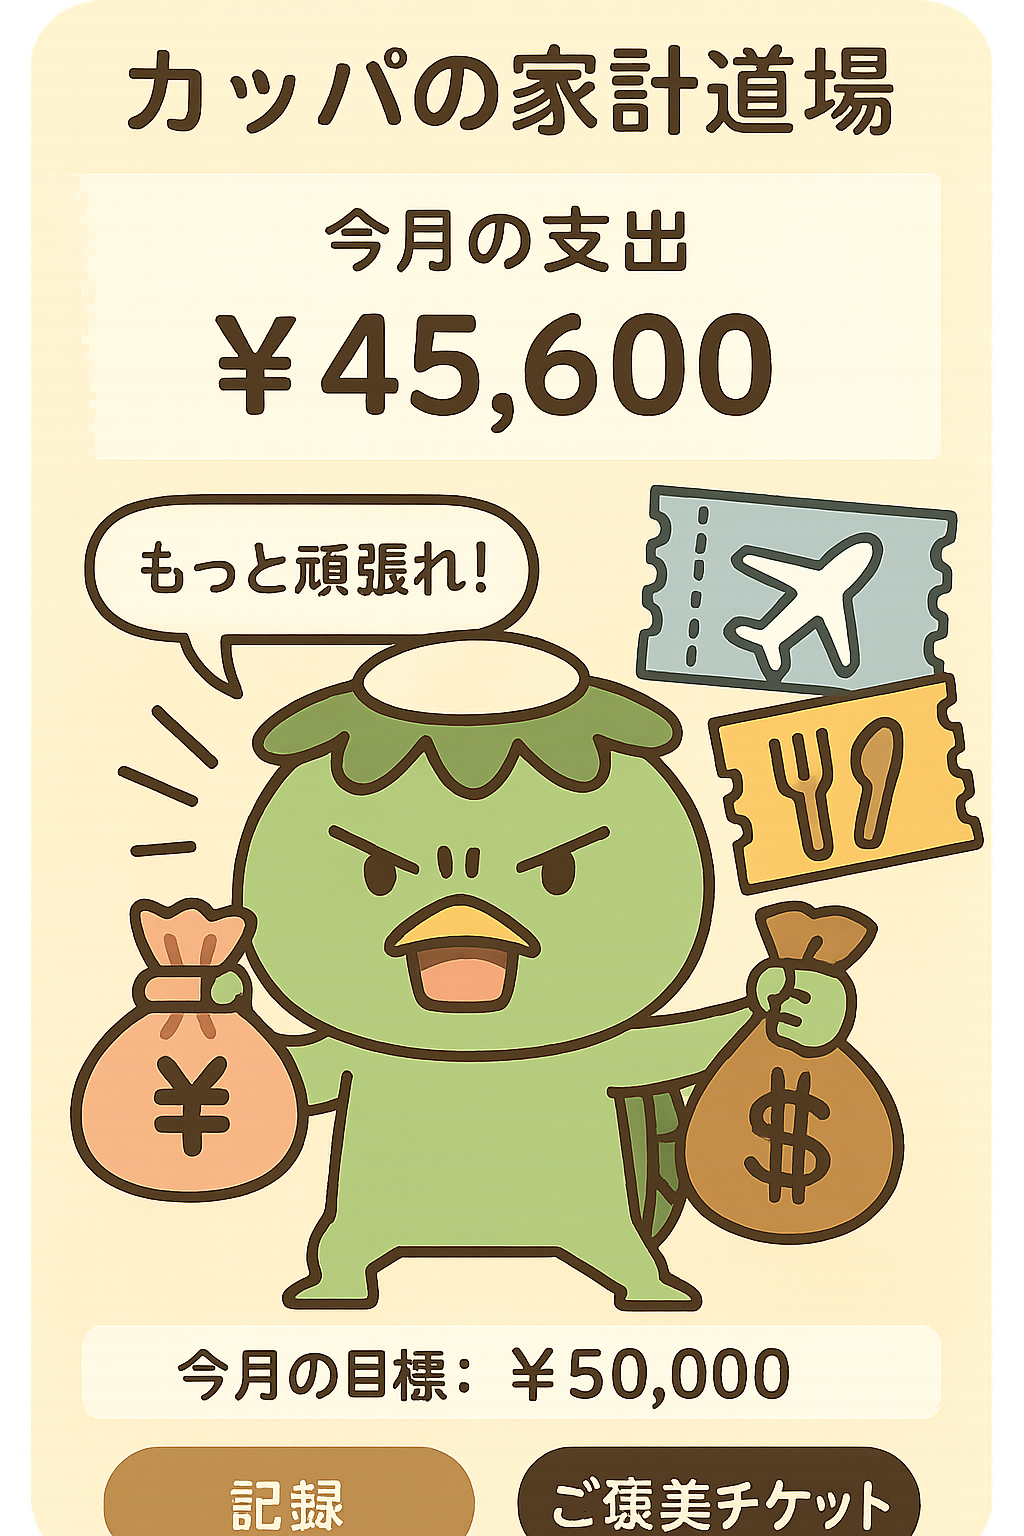 カッパの家計道場
今月の支出
¥45,600
もっと頑張れ!
¥
$
今月の目標: ¥50,000
記録
ご褒美チケット